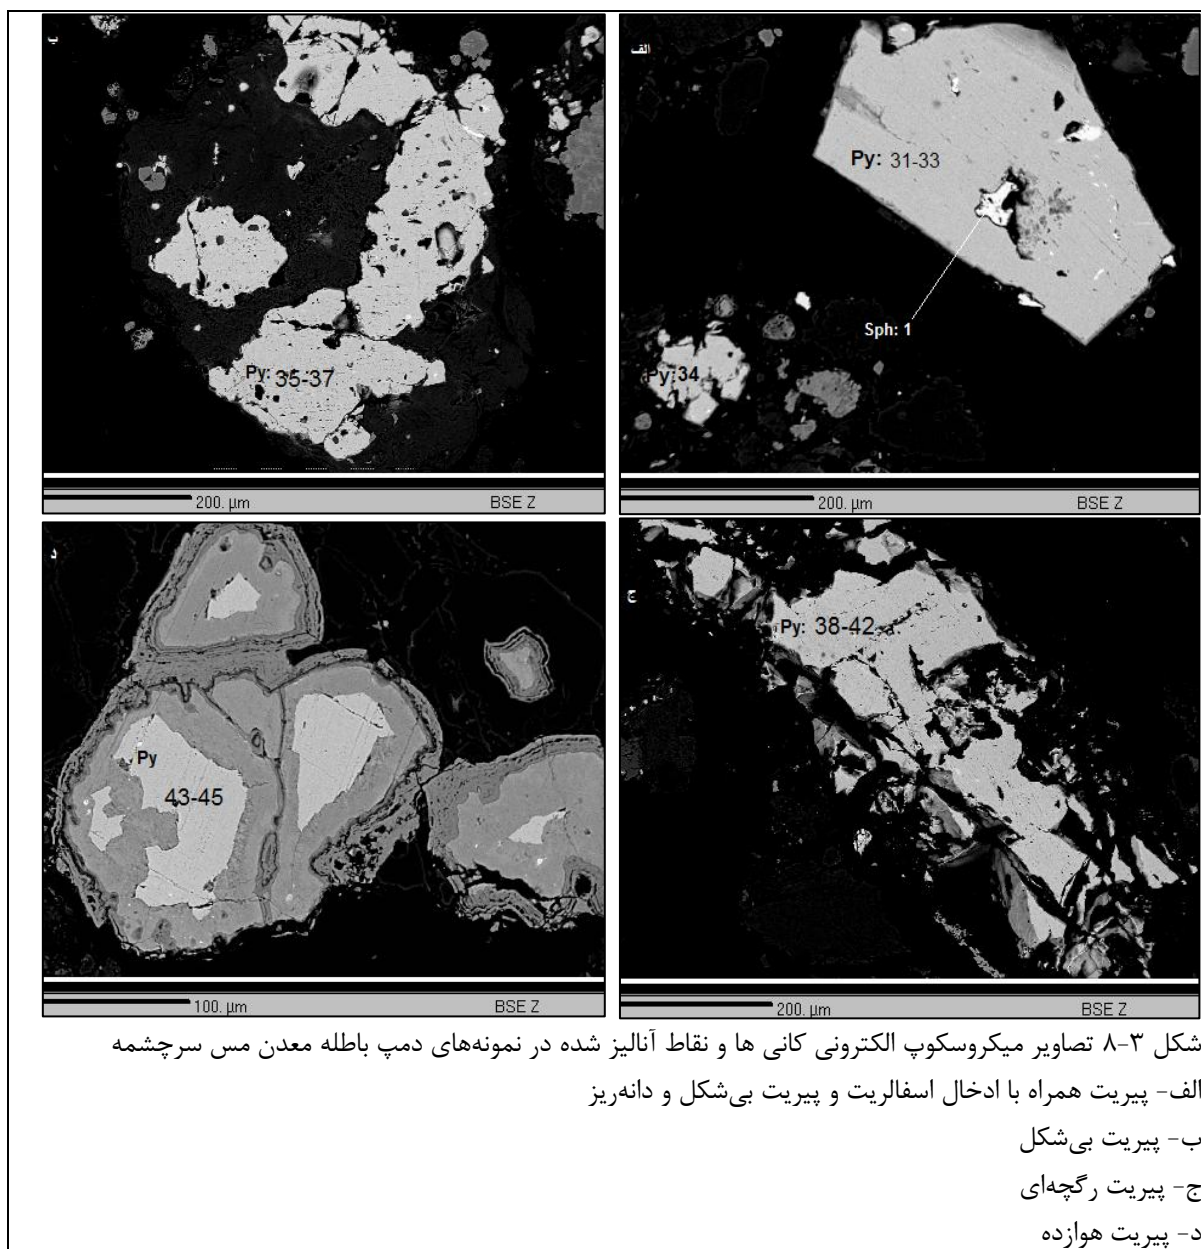 الف
Py: 31-33
Sph: 1
Py: 34
200. µm BSE Z
ب
Py: 35-37
200. µm BSE Z
ج
Py: 38-42
200. µm BSE Z
د
Py
43-45
100. µm BSE Z
شکل ۳-۸ تصاویر میکروسکوپ الکترونی کانی ها و نقاط آنالیز شده در نمونه‌های دمپ باطله معدن مس سرچشمه
الف- پیریت همراه با ادخال اسفالریت و پیریت بی‌شکل و دانه‌ریز
ب- پیریت بی‌شکل
ج- پیریت رگچه‌ای
د- پیریت هوازده